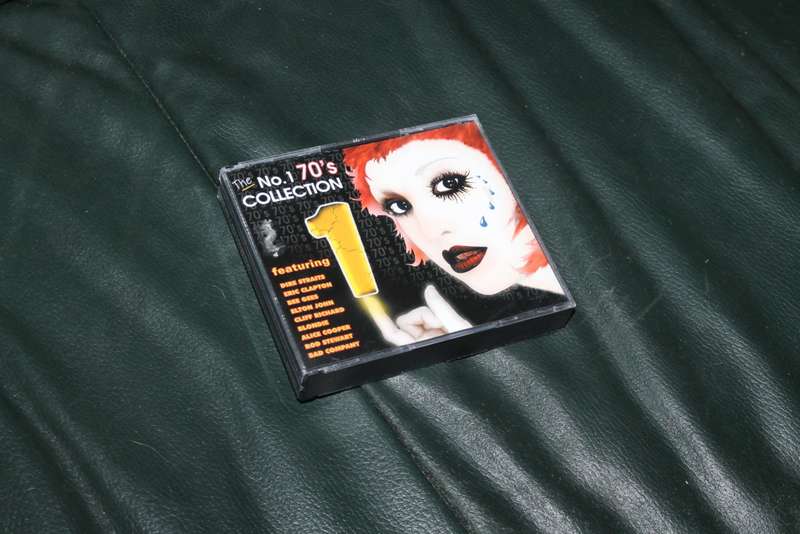 The No.1 70's
COLLECTION
1
featuring
DIRE STRAITS
ERIC CLAPTON
BEE GEES
ELTON JOHN
CLIFF RICHARD
BLONDIE
ALICE COOPER
ROD STEWART
BAD COMPANY